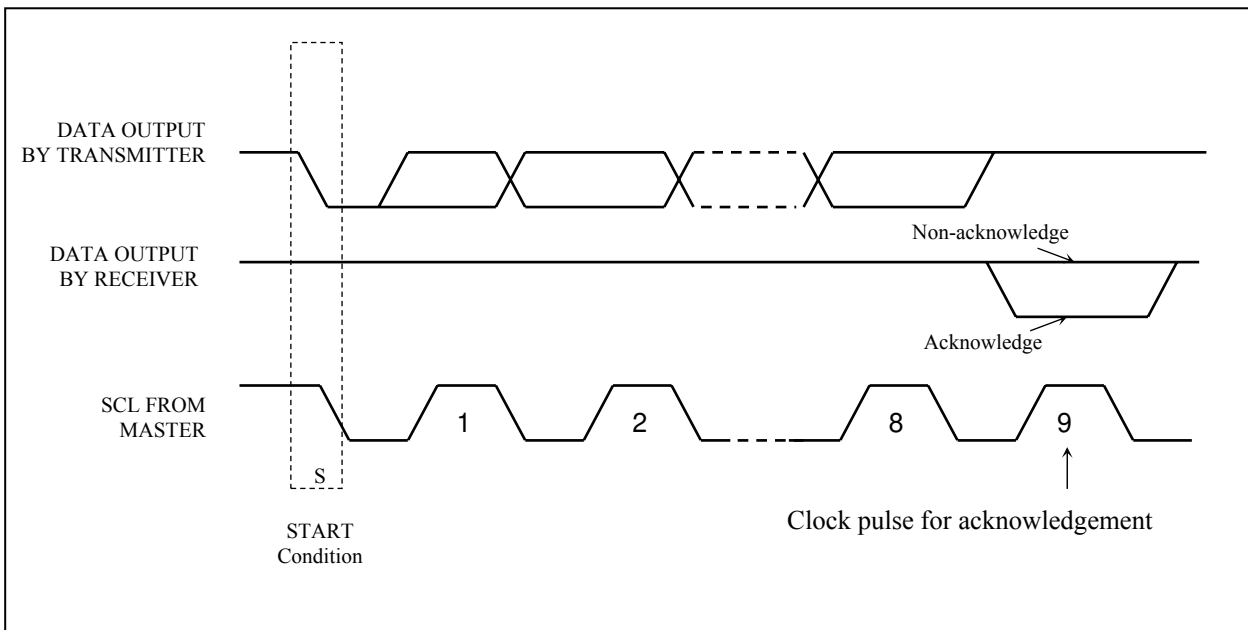 DATA OUTPUT
BY TRANSMITTER
DATA OUTPUT
BY RECEIVER
Non-acknowledge
Acknowledge
SCL FROM
MASTER
1
2
8
9
S
START
Condition
Clock pulse for acknowledgement